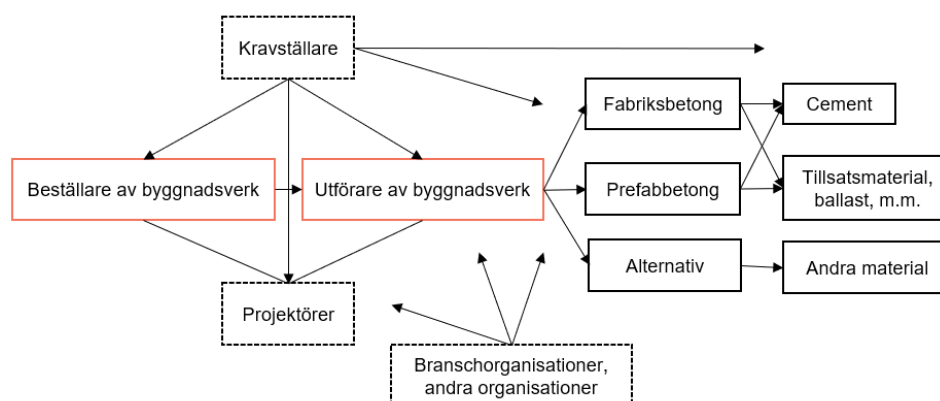 Kravställare
Fabriksbetong
Cement
Beställare av byggnadsverk
Utförare av byggnadsverk
Prefabbetong
Tillsatsmaterial,
ballast, m.m.
Alternativ
Andra material
Projektörer
Branschorganisationer,
andra organisationer